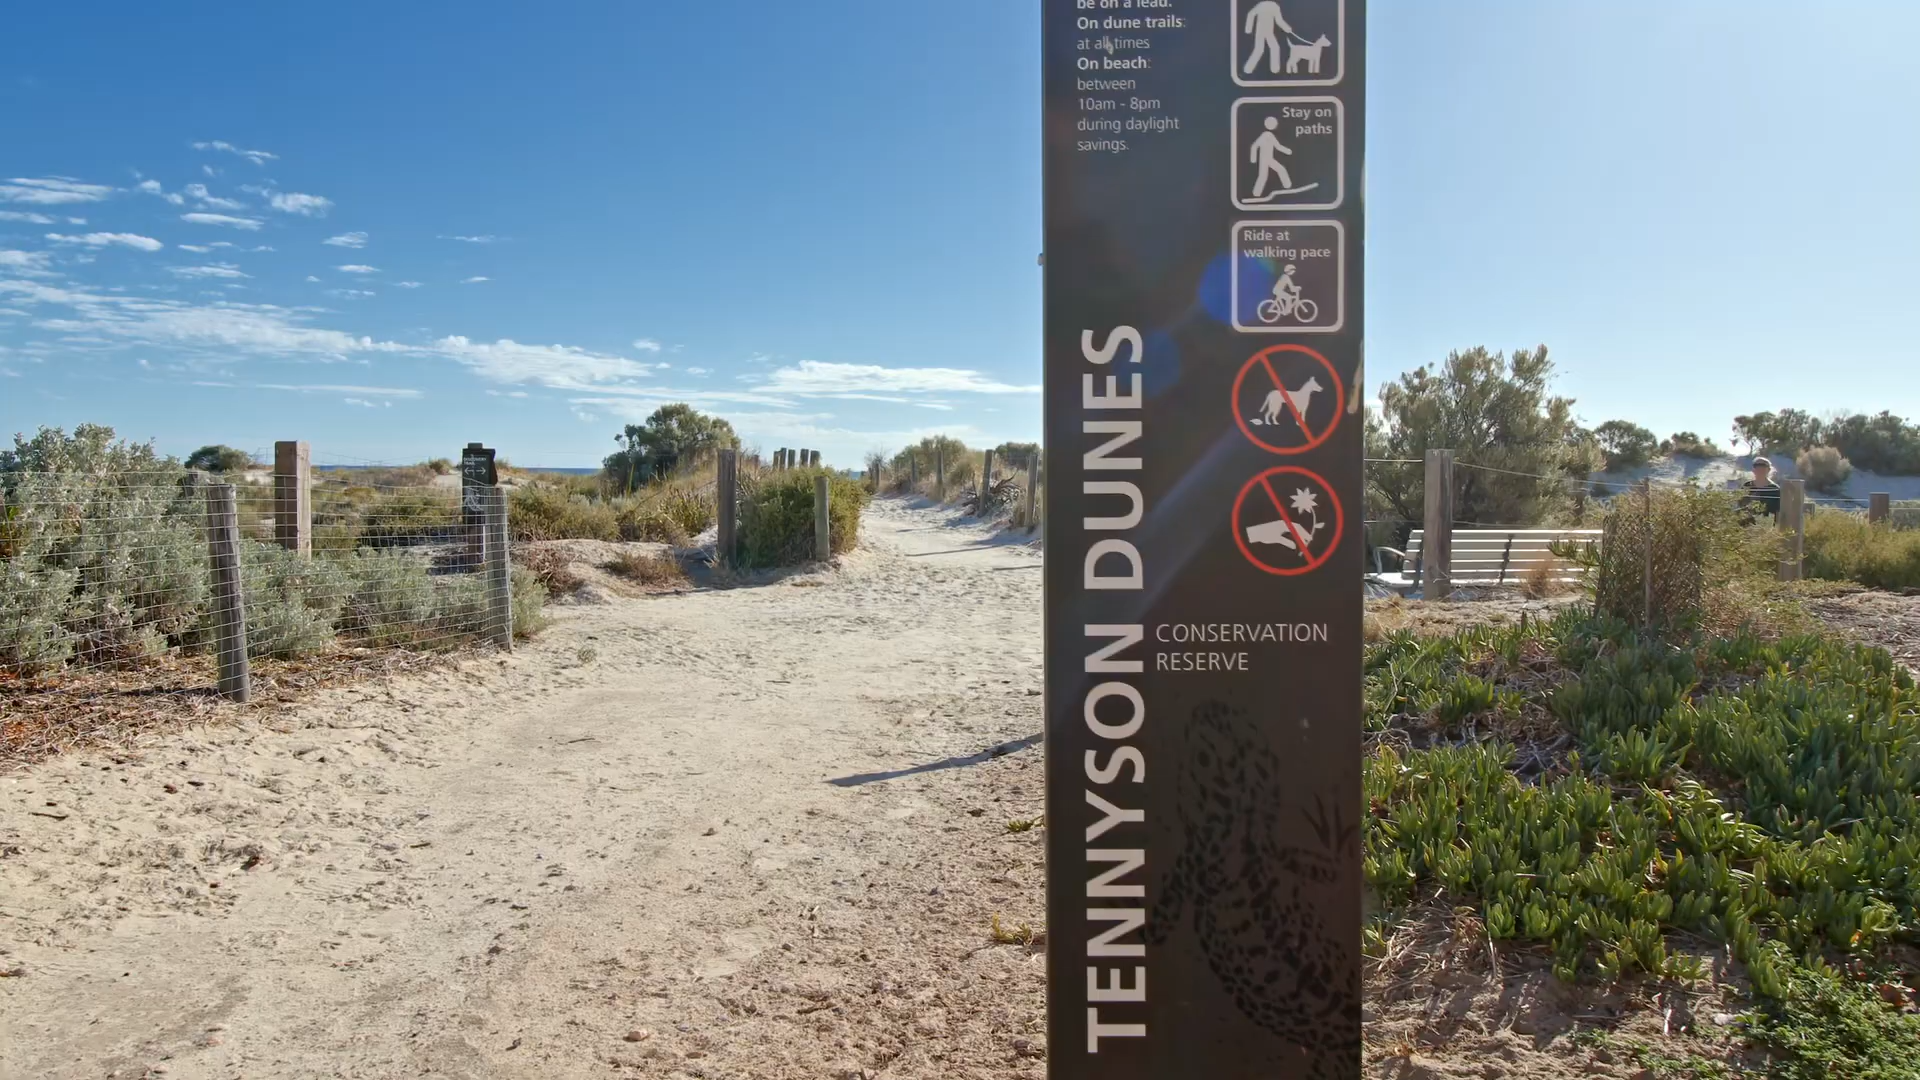 be on a lead.
On dune trails:
at all times
On beach:
between
10am - 8pm
during daylight
savings.
Stay on
paths
Ride at
walking pace
TENNYSON DUNES
CONSERVATION
RESERVE